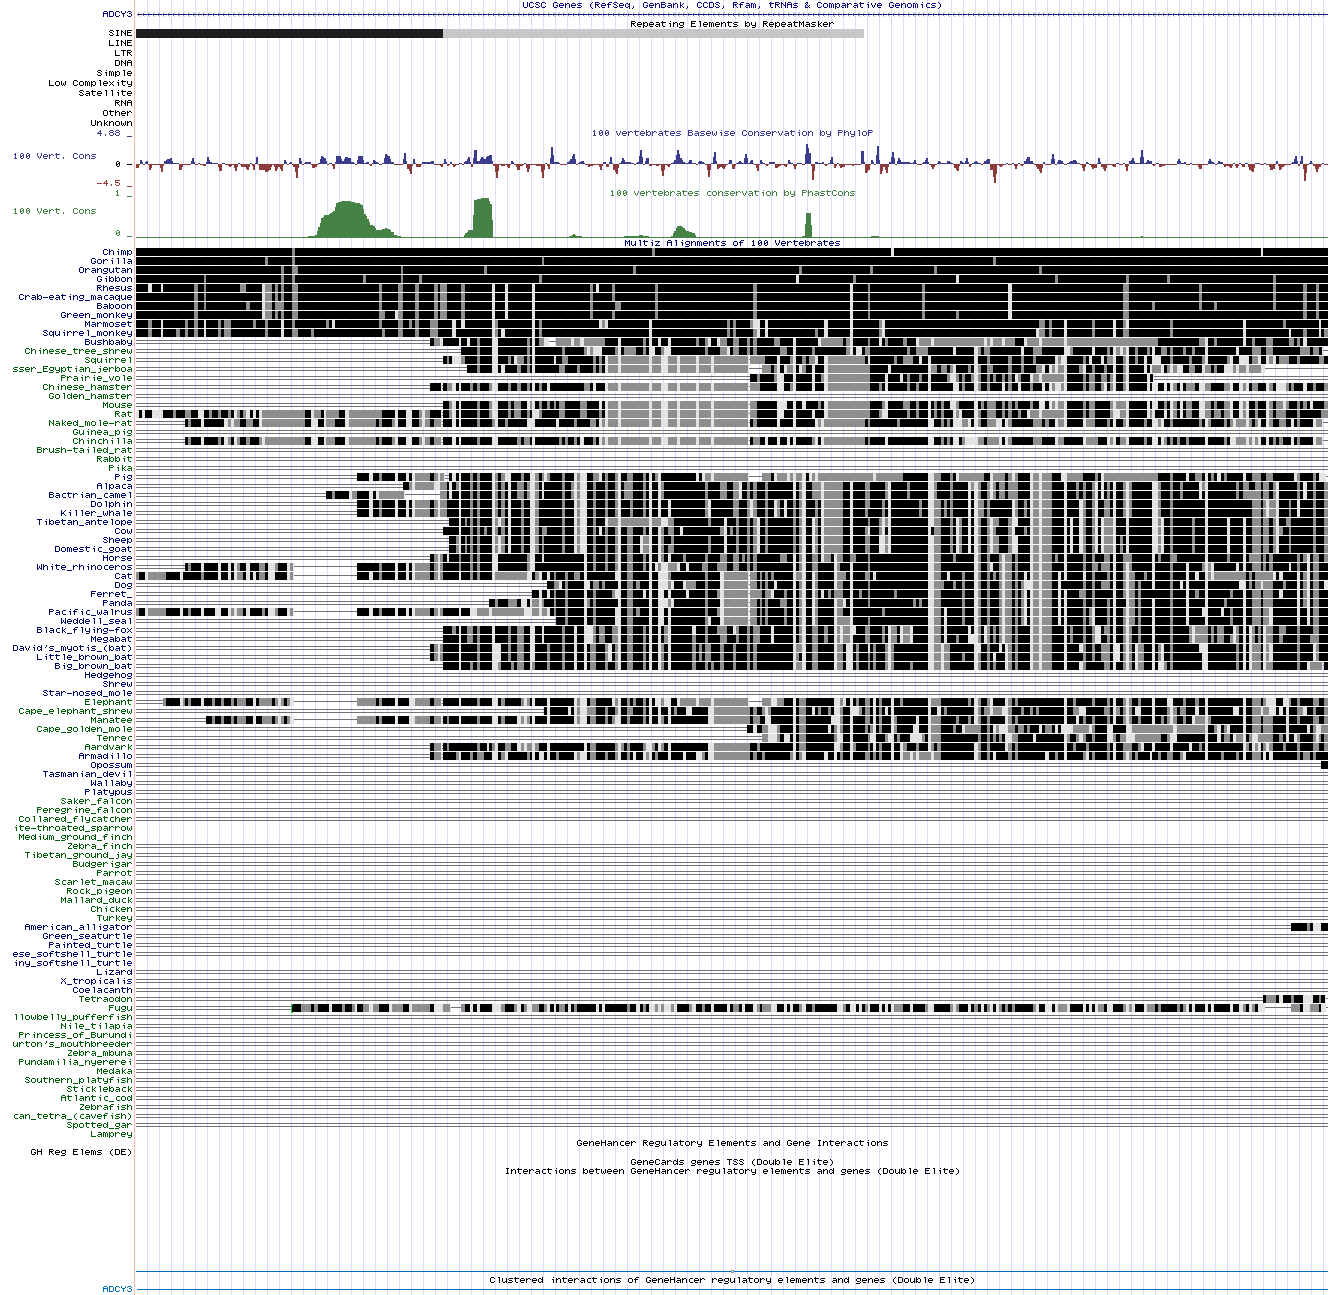 UCSC Genes (RefSeq, GenBank, CCDS, Rfam, tRNAs & Comparative Genomics)
ADCY3
Repeating Elements by RepeatMasker
SINE
LINE
LTR
DNA
Simple
Low Complexity
Satellite
RNA
Other
Unknown
4.88 _
100 vertebrates Basewise Conservation by PhyloP
100 Vert. Cons
0 _
-4.5 _
100 vertebrates conservation by PhastCons
1 _
100 Vert. Cons
0 _
Multiz Alignments of 100 Vertebrates
Chimp
Gorilla
Orangutan
Gibbon
Rhesus
Crab-eating_macaque
Baboon
Green_monkey
Marmoset
Squirrel_monkey
Bushbaby
Chinese_tree_shrew
Squirrel
sser_Egyptian_jerboa
Prairie_vole
Chinese_hamster
Golden_hamster
Mouse
Rat
Naked_mole-rat
Guinea_pig
Chinchilla
Brush-tailed_rat
Rabbit
Pika
Pig
Alpaca
Bactrian_camel
Dolphin
Killer_whale
Tibetan_antelope
Cow
Sheep
Domestic_goat
Horse
White_rhinoceros
Cat
Dog
Ferret_
Panda
Pacific_walrus
Weddell_seal
Black_flying-fox
Megabat
David's_myotis_(bat)
Little_brown_bat
Big_brown_bat
Hedgehog
Shrew
Star-nosed_mole
Elephant
Cape_elephant_shrew
Manatee
Cape_golden_mole
Tenrec
Aardvark
Armadillo
Opossum
Tasmanian_devil
Wallaby
Platypus
Saker_falcon
Peregrine_falcon
Collared_flycatcher
ite-throated_sparrow
Medium_ground_finch
Zebra_finch
Tibetan_ground_jay
Budgerigar
Parrot
Scarlet_macaw
Rock_pigeon
Mallard_duck
Chicken
Turkey
American_alligator
Green_seaturtle
Painted_turtle
ese_softshell_turtle
iny_softshell_turtle
Lizard
X_tropicalis
Coelacanth
Tetraodon
Fugu
llowbelly_pufferfish
Nile_tilapia
Princess_of_Burundi
urton's_mouthbreeder
Zebra_mbuna
Pundamilia_nyererei
Medaka
Southern_platyfish
Stickleback
Atlantic_cod
Zebrafish
can_tetra_(cavefish)
Spotted_gar
Lamprey
GeneHancer Regulatory Elements and Gene Interactions
GH Reg Elems (DE)
GeneCards genes TSS (Double Elite)
Interactions between GeneHancer regulatory elements and genes (Double Elite)
Clustered interactions of GeneHancer regulatory elements and genes (Double Elite)
ADCY3